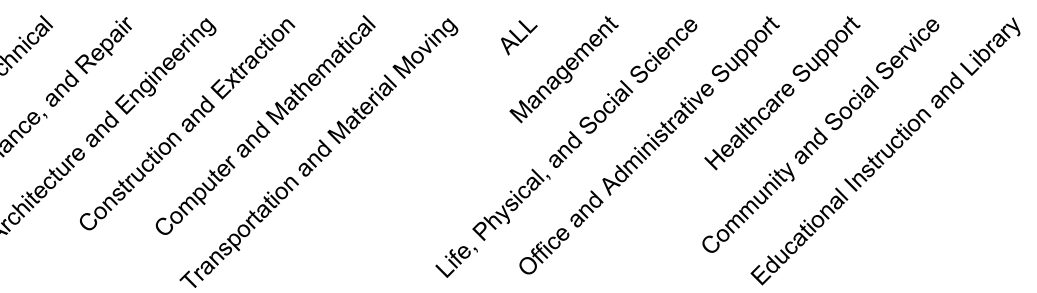 chnical
ance, and Repair
Architecture and Engineering
Construction and Extraction
Computer and Mathematical
Transportation and Material Moving
ALL
Management
Life, Physical, and Social Science
Office and Administrative Support
Healthcare Support
Community and Social Service
Educational Instruction and Library